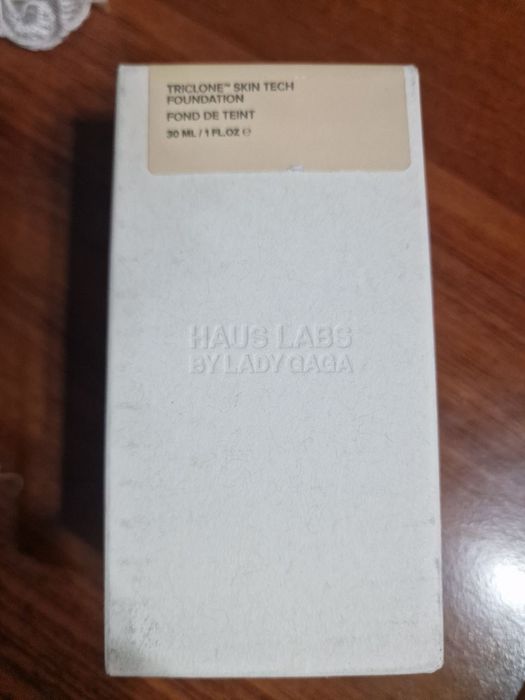 TRICLONE™ SKIN TECH
FOUNDATION
FOND DE TEINT
30 ML / 1 FL.OZ ℮
HAUS LABS
BY LADY GAGA